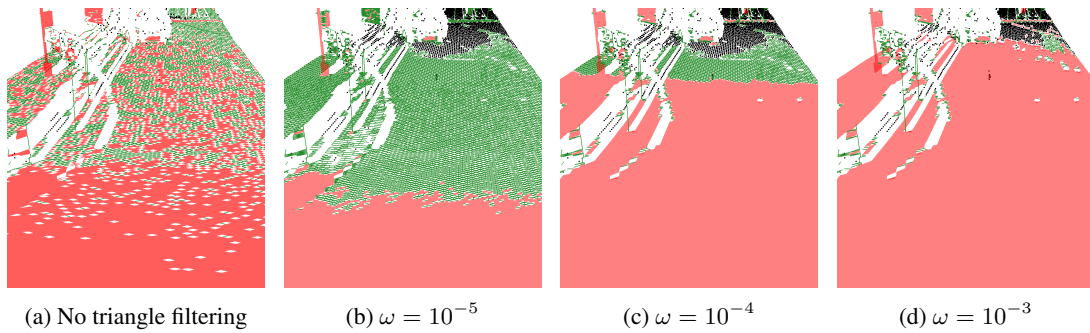 (a) No triangle filtering
(b) ω = 10⁻⁵
(c) ω = 10⁻⁴
(d) ω = 10⁻³